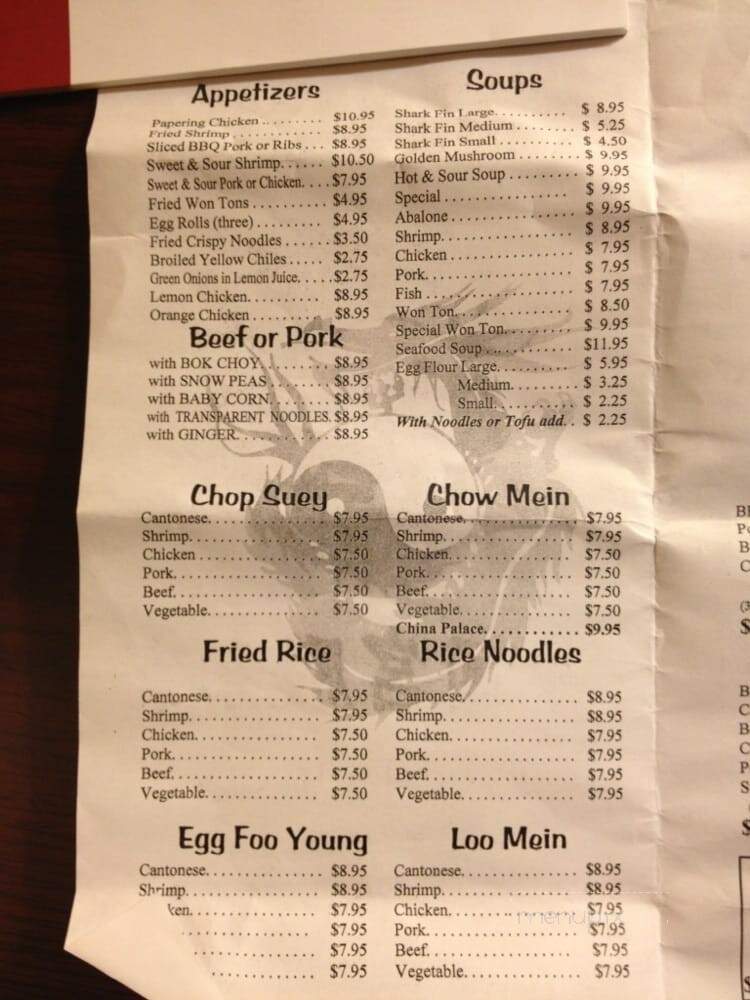 Appetizers
Papering Chicken . . . . . . . . . $10.95
Fried Shrimp . . . . . . . . . . . . $8.95
Sliced BBQ Pork or Ribs . . . $8.95
Sweet & Sour Shrimp. . . . . . $10.50
Sweet & Sour Pork or Chicken. . . . $7.95
Fried Won Tons . . . . . . . . . . $4.95
Egg Rolls (three) . . . . . . . . . $4.95
Fried Crispy Noodles . . . . . . $3.50
Broiled Yellow Chiles . . . . . $2.75
Green Onions in Lemon Juice. . . . . $2.75
Lemon Chicken. . . . . . . . . . $8.95
Orange Chicken . . . . . . . . . . $8.95
Beef or Pork
with BOK CHOY. . . . . . . . . $8.95
with SNOW PEAS . . . . . . . . $8.95
with BABY CORN. . . . . . . . $8.95
with TRANSPARENT NOODLES. $8.95
with GINGER. . . . . . . . . . . $8.95
Chop Suey
Cantonese. . . . . . . . . . . . . . $7.95
Shrimp. . . . . . . . . . . . . . . . $7.95
Chicken . . . . . . . . . . . . . . . $7.50
Pork. . . . . . . . . . . . . . . . . . $7.50
Beef. . . . . . . . . . . . . . . . . . $7.50
Vegetable. . . . . . . . . . . . . . $7.50
Fried Rice
Cantonese. . . . . . . . . . . . . . $7.95
Shrimp. . . . . . . . . . . . . . . . $7.95
Chicken. . . . . . . . . . . . . . . $7.50
Pork. . . . . . . . . . . . . . . . . . $7.50
Beef. . . . . . . . . . . . . . . . . . $7.50
Vegetable. . . . . . . . . . . . . . $7.50
Egg Foo Young
Cantonese. . . . . . . . . . . . . . $8.95
Shrimp. . . . . . . . . . . . . . . . $8.95
ken. . . . . . . . . . . . . . . $7.95
. . . . . . . . . . . . . $7.95
. . . . . . . . . . . . $7.95
. . . . . . . . . . . $7.95
Soups
Shark Fin Large. . . . . . . . . . $ 8.95
Shark Fin Medium . . . . . . . . $ 5.25
Shark Fin Small . . . . . . . . . . $ 4.50
Golden Mushroom . . . . . . . . $ 9.95
Hot & Sour Soup . . . . . . . . . $ 9.95
Special . . . . . . . . . . . . . . . . $ 9.95
Abalone . . . . . . . . . . . . . . . $ 9.95
Shrimp. . . . . . . . . . . . . . . . $ 8.95
Chicken . . . . . . . . . . . . . . . $ 7.95
Pork. . . . . . . . . . . . . . . . . . $ 7.95
Fish . . . . . . . . . . . . . . . . . . $ 7.95
Won Ton. . . . . . . . . . . . . . . $ 8.50
Special Won Ton. . . . . . . . . $ 9.95
Seafood Soup . . . . . . . . . . . $11.95
Egg Flour Large. . . . . . . . . . $ 5.95
Medium. . . . . . . . . $ 3.25
Small. . . . . . . . . . . $ 2.25
With Noodles or Tofu add. . $ 2.25
Chow Mein
Cantonese. . . . . . . . . . . . . . $7.95
Shrimp. . . . . . . . . . . . . . . . $7.95
Chicken. . . . . . . . . . . . . . . $7.50
Pork. . . . . . . . . . . . . . . . . . $7.50
Beef. . . . . . . . . . . . . . . . . . $7.50
Vegetable. . . . . . . . . . . . . . $7.50
China Palace. . . . . . . . . . . . $9.95
Rice Noodles
Cantonese. . . . . . . . . . . . . . $8.95
Shrimp. . . . . . . . . . . . . . . . $8.95
Chicken. . . . . . . . . . . . . . . $7.95
Pork. . . . . . . . . . . . . . . . . . $7.95
Beef. . . . . . . . . . . . . . . . . . $7.95
Vegetable. . . . . . . . . . . . . . $7.95
Loo Mein
Cantonese. . . . . . . . . . . . . . $8.95
Shrimp. . . . . . . . . . . . . . . . $8.95
Chicken. . . . . . . . . . . . . . . $7.95
Pork. . . . . . . . . . . . . . . . . . $7.95
Beef. . . . . . . . . . . . . . . . . . $7.95
Vegetable. . . . . . . . . . . . . . $7.95